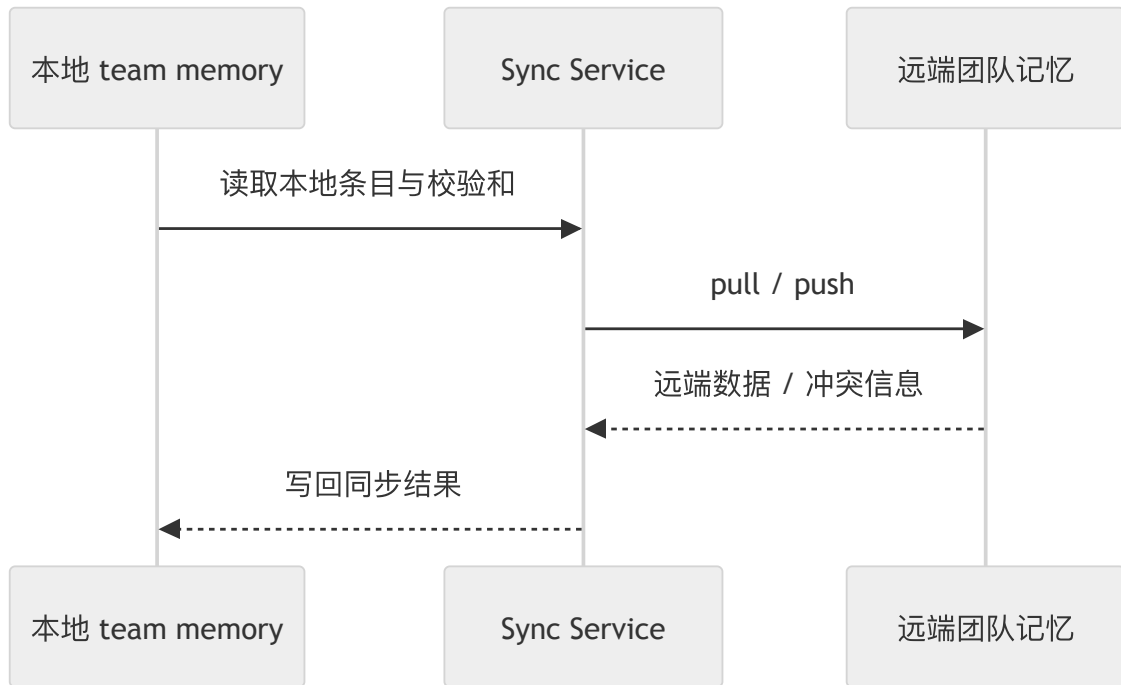 本地 team memory
Sync Service
远端团队记忆
读取本地条目与校验和
pull / push
远端数据 / 冲突信息
写回同步结果
本地 team memory
Sync Service
远端团队记忆